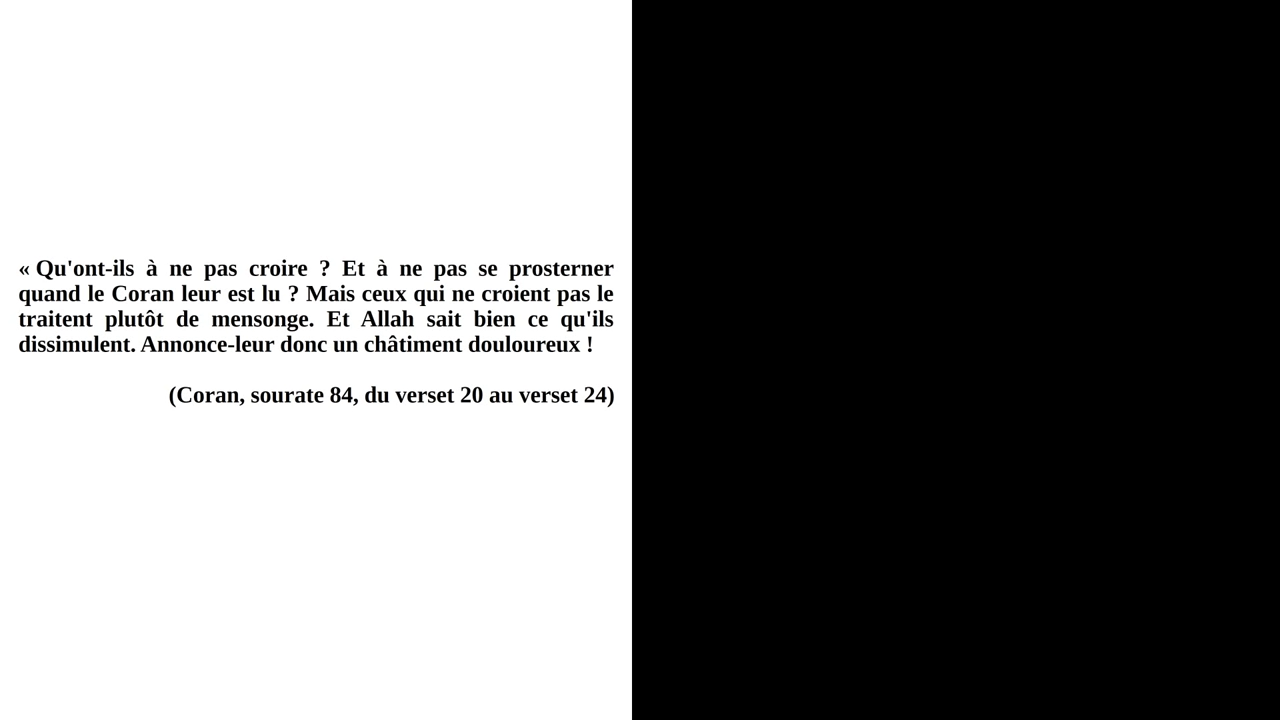 « Qu'ont-ils à ne pas croire ? Et à ne pas se prosterner
quand le Coran leur est lu ? Mais ceux qui ne croient pas le
traitent plutôt de mensonge. Et Allah sait bien ce qu'ils
dissimulent. Annonce-leur donc un châtiment douloureux !
(Coran, sourate 84, du verset 20 au verset 24)